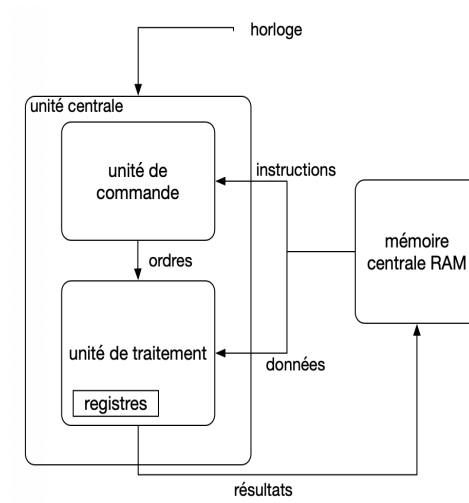 horloge
unité centrale
unité de
commande
instructions
mémoire
centrale RAM
ordres
unité de traitement
données
registres
résultats